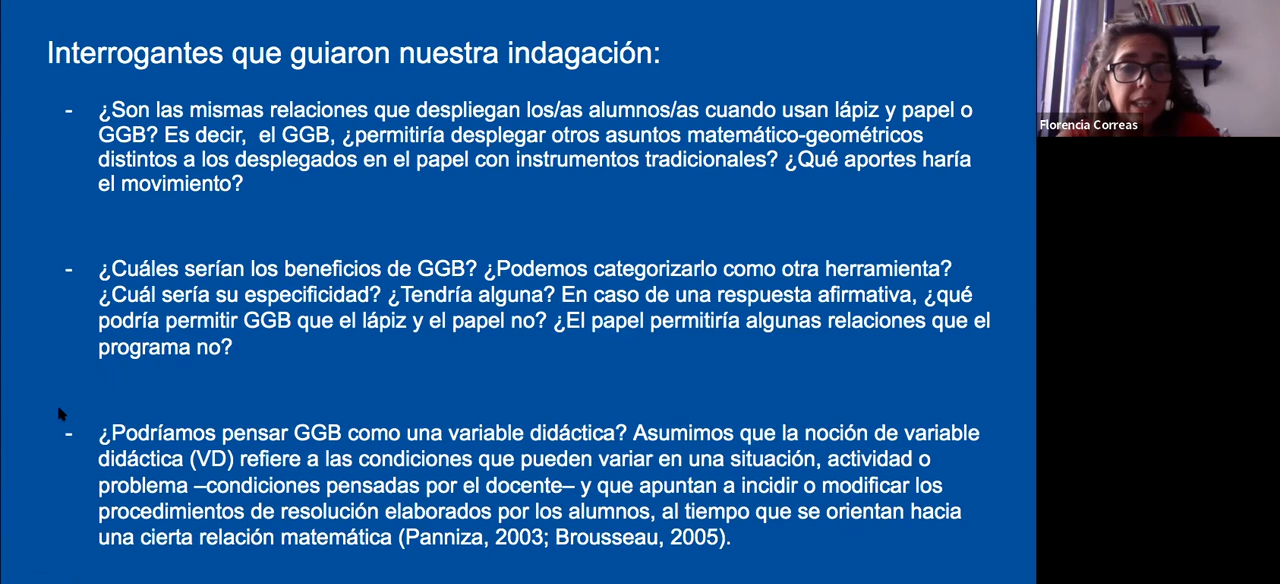 Interrogantes que guiaron nuestra indagación:
- ¿Son las mismas relaciones que despliegan los/as alumnos/as cuando usan lápiz y papel o
GGB? Es decir, el GGB, ¿permitiría desplegar otros asuntos matemático-geométricos
distintos a los desplegados en el papel con instrumentos tradicionales? ¿Qué aportes haría
el movimiento?
- ¿Cuáles serían los beneficios de GGB? ¿Podemos categorizarlo como otra herramienta?
¿Cuál sería su especificidad? ¿Tendría alguna? En caso de una respuesta afirmativa, ¿qué
podría permitir GGB que el lápiz y el papel no? ¿El papel permitiría algunas relaciones que el
programa no?
- ¿Podríamos pensar GGB como una variable didáctica? Asumimos que la noción de variable
didáctica (VD) refiere a las condiciones que pueden variar en una situación, actividad o
problema –condiciones pensadas por el docente– y que apuntan a incidir o modificar los
procedimientos de resolución elaborados por los alumnos, al tiempo que se orientan hacia
una cierta relación matemática (Panniza, 2003; Brousseau, 2005).
Florencia Correas